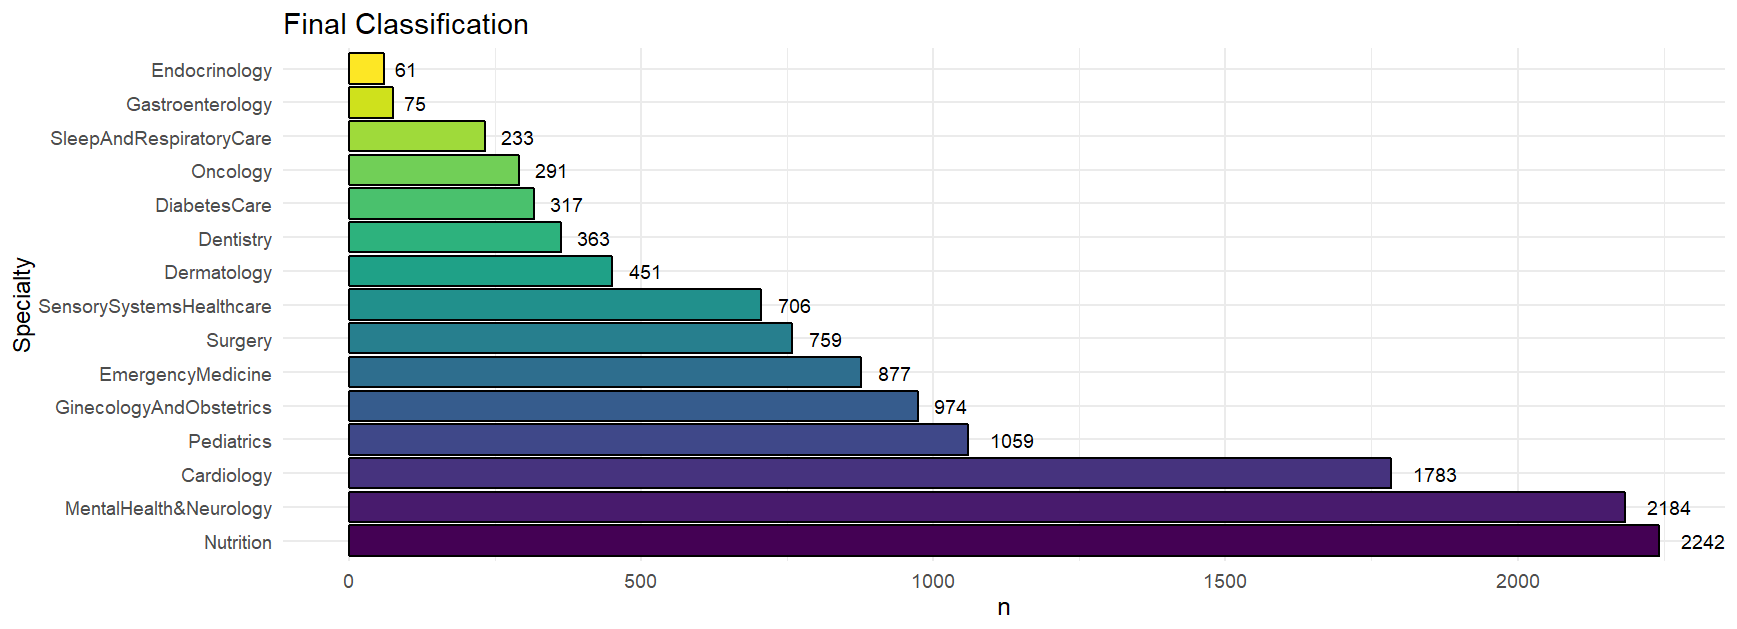 Final Classification
Specialty
Endocrinology 61
Gastroenterology 75
SleepAndRespiratoryCare 233
Oncology 291
DiabetesCare 317
Dentistry 363
Dermatology 451
SensorySystemsHealthcare 706
Surgery 759
EmergencyMedicine 877
GinecologyAndObstetrics 974
Pediatrics 1059
Cardiology 1783
MentalHealth&Neurology 2184
Nutrition 2242
0 500 1000 1500 2000
n